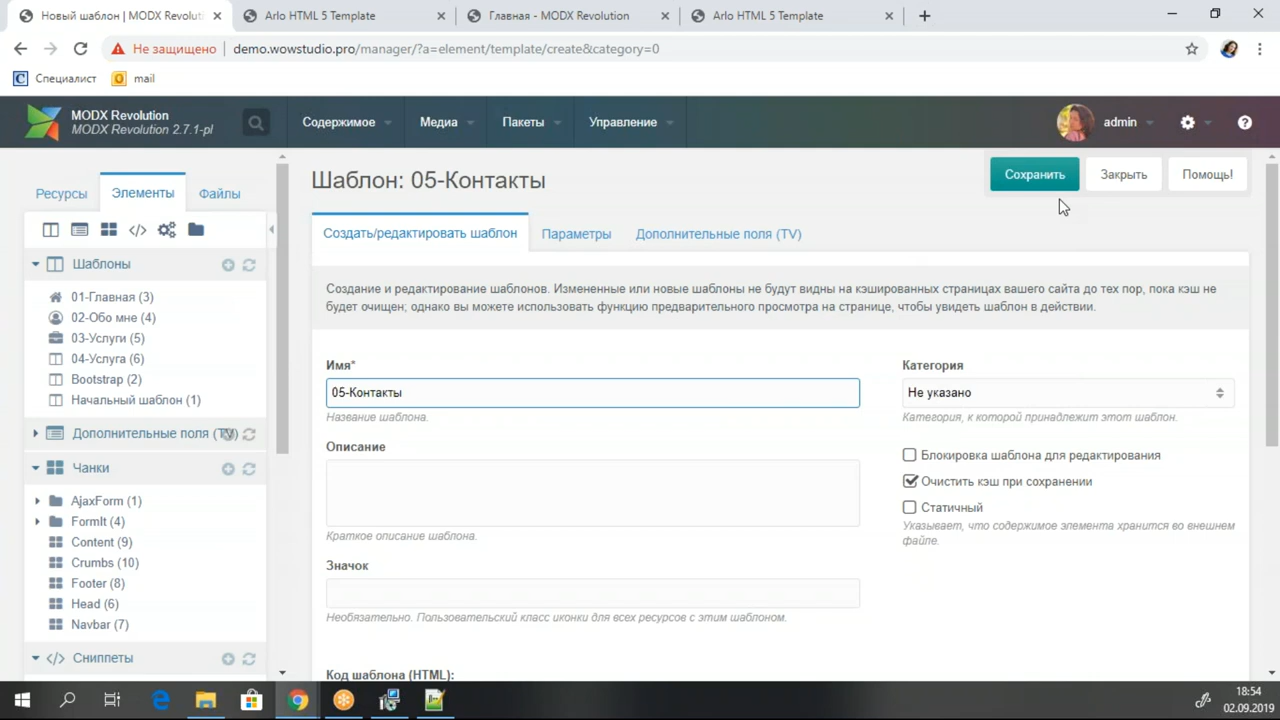 Новый шаблон | MODX Revoluti
Arlo HTML 5 Template
Главная - MODX Revolution
Arlo HTML 5 Template
Не защищено
demo.wowstudio.pro/manager/?a=element/template/create&category=0
Специалист
mail
MODX Revolution
MODX Revolution 2.7.1-pl
Содержимое
Медиа
Пакеты
Управление
admin
Ресурсы
Элементы
Файлы
Шаблоны
01-Главная (3)
02-Обо мне (4)
03-Услуги (5)
04-Услуга (6)
Bootstrap (2)
Начальный шаблон (1)
Дополнительные поля (TV)
Чанки
AjaxForm (1)
FormIt (4)
Content (9)
Crumbs (10)
Footer (8)
Head (6)
Navbar (7)
Сниппеты
Шаблон: 05-Контакты
Сохранить
Закрыть
Помощь!
Создать/редактировать шаблон
Параметры
Дополнительные поля (TV)
Создание и редактирование шаблонов. Измененные или новые шаблоны не будут видны на кэшированных страницах вашего сайта до тех пор, пока кэш не
будет очищен; однако вы можете использовать функцию предварительного просмотра на странице, чтобы увидеть шаблон в действии.
Имя*
05-Контакты
Название шаблона.
Описание
Краткое описание шаблона.
Значок
Необязательно. Пользовательский класс иконки для всех ресурсов с этим шаблоном.
Код шаблона (HTML):
Категория
Не указано
Категория, к которой принадлежит этот шаблон.
Блокировка шаблона для редактирования
Очистить кэш при сохранении
Статичный
Указывает, что содержимое элемента хранится во внешнем
файле.
18:54
02.09.2019